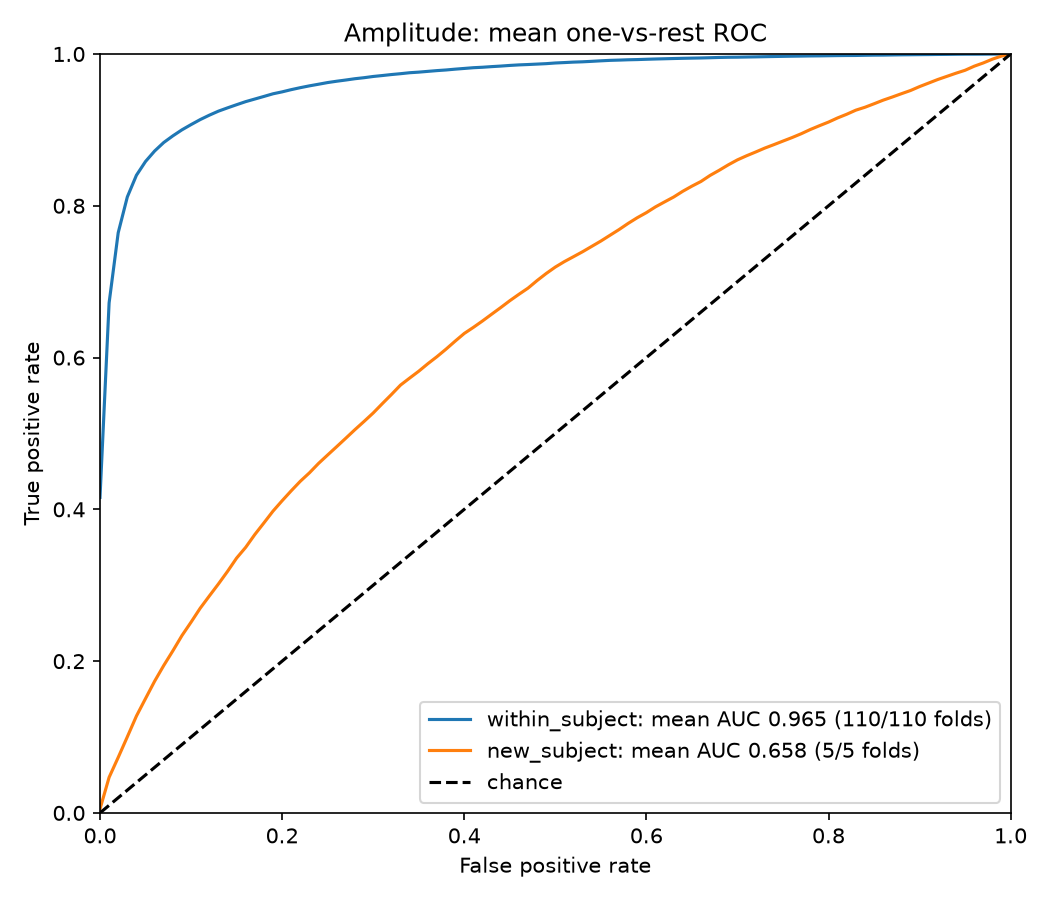 Amplitude: mean one-vs-rest ROC
1.0
0.8
0.6
0.4
0.2
0.0
True positive rate
within_subject: mean AUC 0.965 (110/110 folds)
new_subject: mean AUC 0.658 (5/5 folds)
chance
0.0 0.2 0.4 0.6 0.8 1.0
False positive rate